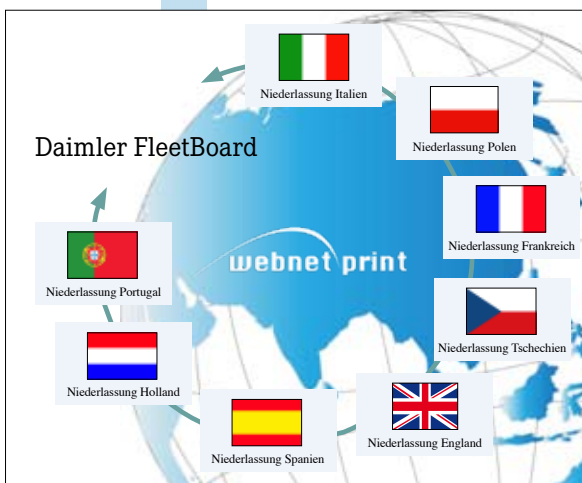 Niederlassung Italien
Niederlassung Polen
Daimler FleetBoard
Niederlassung Frankreich
webnet print
Niederlassung Portugal
Niederlassung Tschechien
Niederlassung Holland
Niederlassung England
Niederlassung Spanien